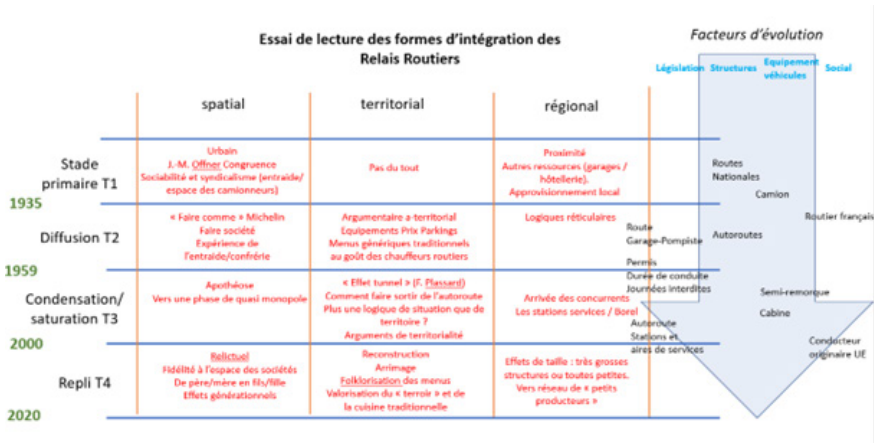 Essai de lecture des formes d'intégration des
Relais Routiers
Facteurs d'évolution
Législation Structures Equipement véhicules Social
spatial territorial régional
Stade
primaire T1
Urbain
J.-M. Offner Congruence
Sociabilité et syndicalisme (entraide/
espace des camionneurs)
Pas du tout
Proximité
Autres ressources (garages /
hôtellerie).
Approvisionnement local
Routes
Nationales
Camion
1935
Diffusion T2
« Faire comme » Michelin
Faire société
Expérience de
l'entraide/confrérie
Argumentaire a-territorial
Equipements Prix Parkings
Menus génériques traditionnels
au goût des chauffeurs routiers
Logiques réticulaires
Route
Garage-Pompiste
Autoroutes
Routier français
1959
Condensation/
saturation T3
Apothéose
Vers une phase de quasi monopole
« Effet tunnel » (F. Plassard)
Comment faire sortir de l'autoroute
Plus une logique de situation que de
territoire ?
Arguments de territorialité
Arrivée des concurrents
Les stations services / Borel
Permis
Durée de conduite
Journées interdites
Semi-remorque
Cabine
Autoroute
Stations et
aires de services
2000
Repli T4
Relictuel
Fidélité à l'espace des sociétés
De père/mère en fils/fille
Effets générationnels
Reconstruction
Arrimage
Folklorisation des menus
Valorisation du « terroir » et de
la cuisine traditionnelle
Effets de taille : très grosses
structures ou toutes petites.
Vers réseau de « petits
producteurs »
Conducteur
originaire UE
2020